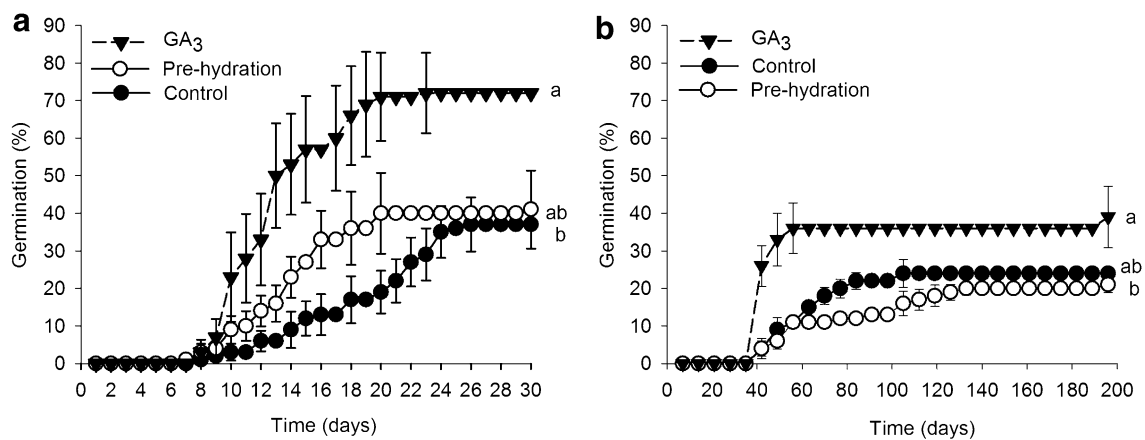 a
90
80
70
60
50
40
30
20
10
0
Germination (%)
GA3
Pre-hydration
Control
a
ab
b
0 2 4 6 8 10 12 14 16 18 20 22 24 26 28 30
Time (days)
b
90
80
70
60
50
40
30
20
10
0
Germination (%)
GA3
Control
Pre-hydration
a
ab
b
0 20 40 60 80 100 120 140 160 180 200
Time (days)